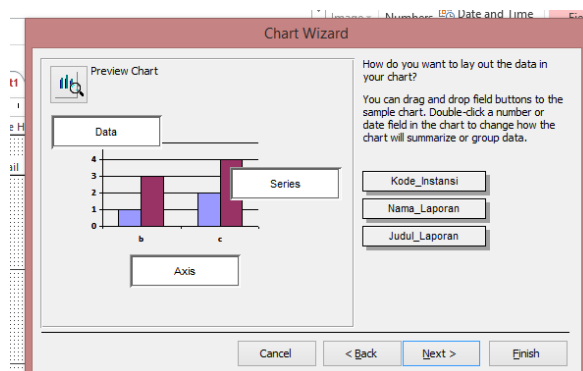 Image
Numbers
Date and Time
Chart Wizard
Preview Chart
Data
4
3
2
1
0
b
c
Series
Axis
How do you want to lay out the data in
your chart?
You can drag and drop field buttons to the
sample chart. Double-click a number or
date field in the chart to change how the
chart will summarize or group data.
Kode_Instansi
Nama_Laporan
Judul_Laporan
Cancel
< Back
Next >
Finish